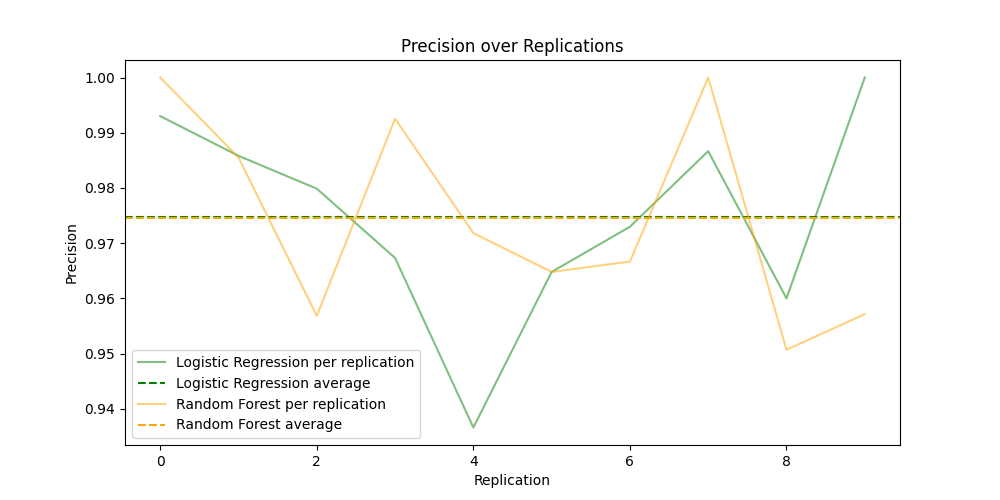 Precision over Replications
1.00
0.99
0.98
0.97
0.96
0.95
0.94
Precision
Logistic Regression per replication
Logistic Regression average
Random Forest per replication
Random Forest average
0 2 4 6 8
Replication